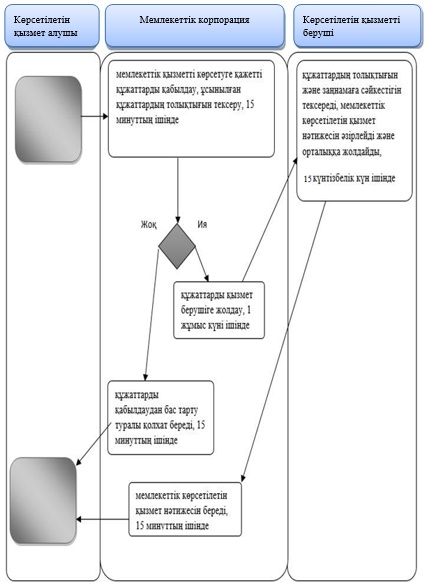 Көрсетілетін
қызмет алушы
Мемлекеттік корпорация
Көрсетілетін қызметті
беруші
мемлекеттік қызметті көрсетуге қажетті
құжаттарды қабылдау, ұсынылған
құжаттардың толықтығын тексеру, 15
минуттың ішінде
құжаттардың толықтығын
және заңнамаға сәйкестігін
тексереді, мемлекеттік
көрсетілетін қызмет
нәтижесін әзірлейді және
орталыққа жолдайды,
15 күнтізбелік күн ішінде
Жоқ
Ия
құжаттарды қызмет
берушіге жолдау, 1
жұмыс күні ішінде
құжаттарды
қабылдаудан бас тарту
туралы қолхат береді, 15
минуттың ішінде
мемлекеттік көрсетілетін
қызмет нәтижесін береді,
15 минуттың ішінде